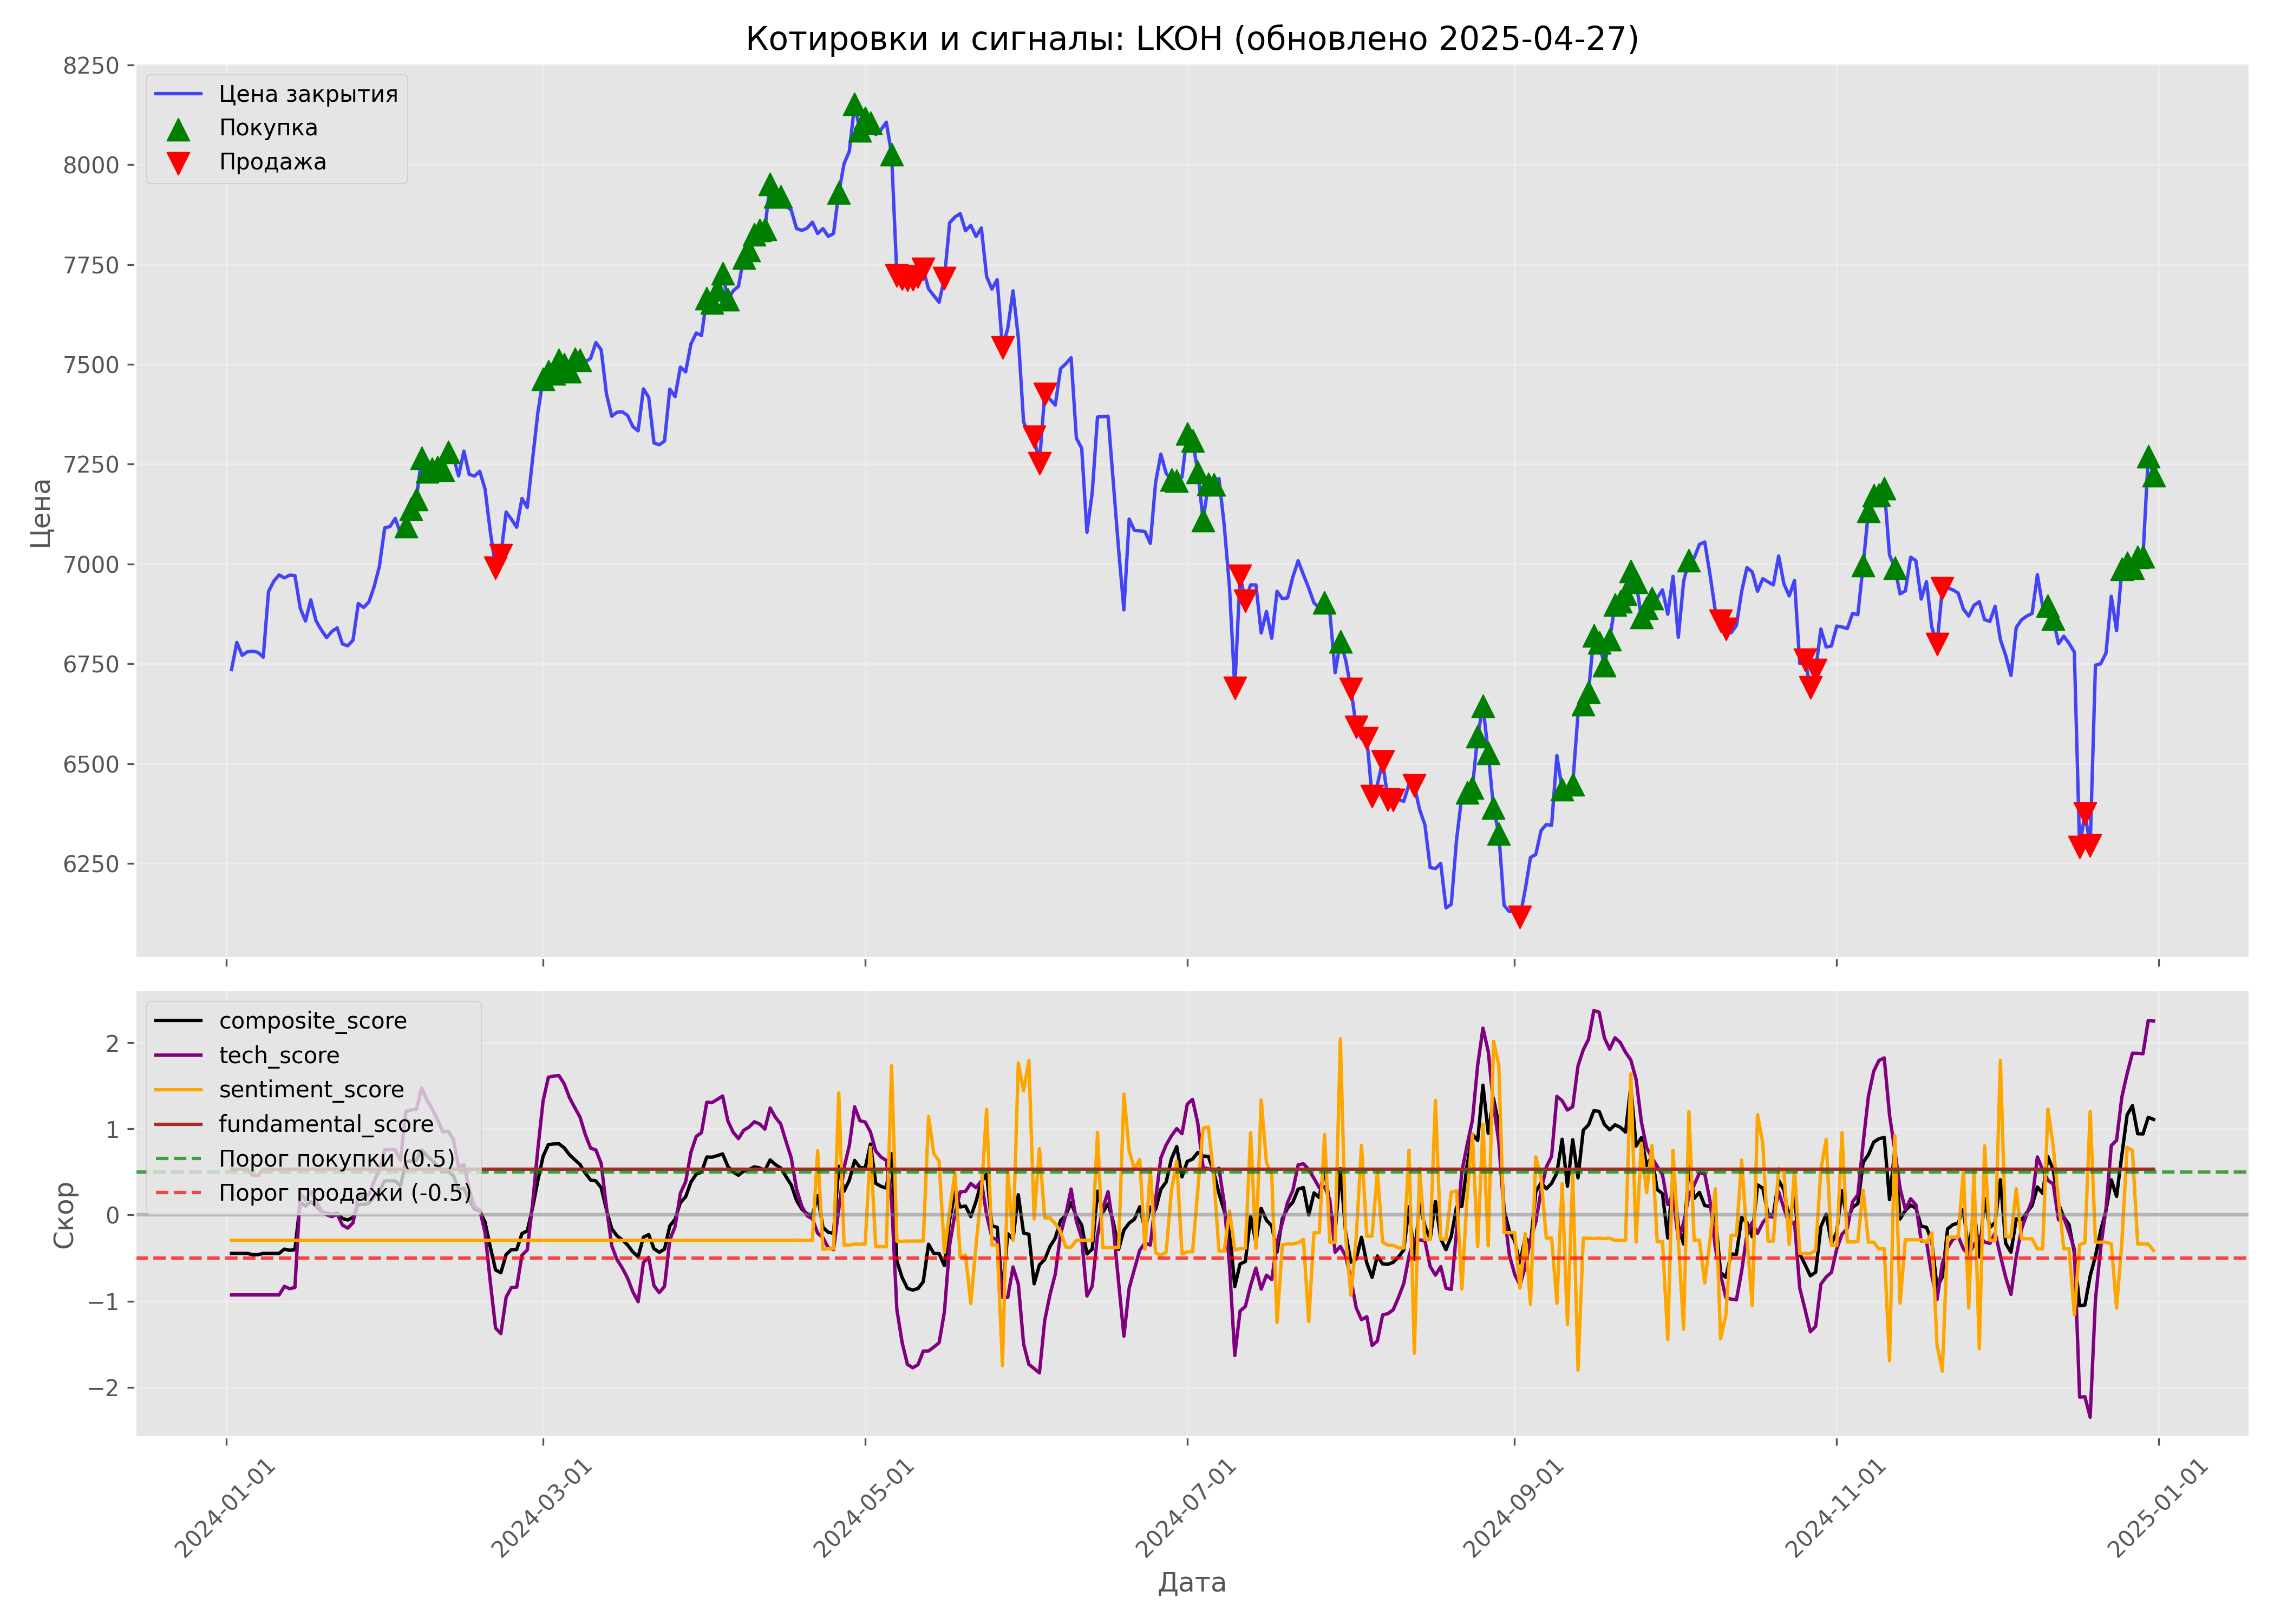 Котировки и сигналы: LKOH (обновлено 2025-04-27)
Цена закрытия
Покупка
Продажа
Цена
8250
8000
7750
7500
7250
7000
6750
6500
6250
composite_score
tech_score
sentiment_score
fundamental_score
Порог покупки (0.5)
Порог продажи (-0.5)
Скор
2
1
0
−1
−2
2024-01-01
2024-03-01
2024-05-01
2024-07-01
2024-09-01
2024-11-01
2025-01-01
Дата